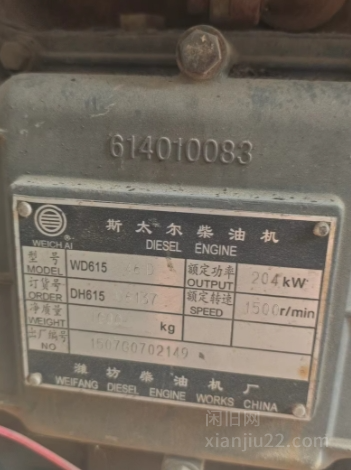 614010083
斯太尔柴油机
WEICHAI DIESEL ENGINE
型号 额定功率
MODEL WD615 OUTPUT 204 kW
订货号 额定转速
ORDER DH615 SPEED 1500 r/min
净质量
WEIGHT kg
出厂编号
NO 150700702149
潍坊柴油机厂
WEIFANG DIESEL ENGINE WORKS CHINA
闲旧网
xianjiu22.com